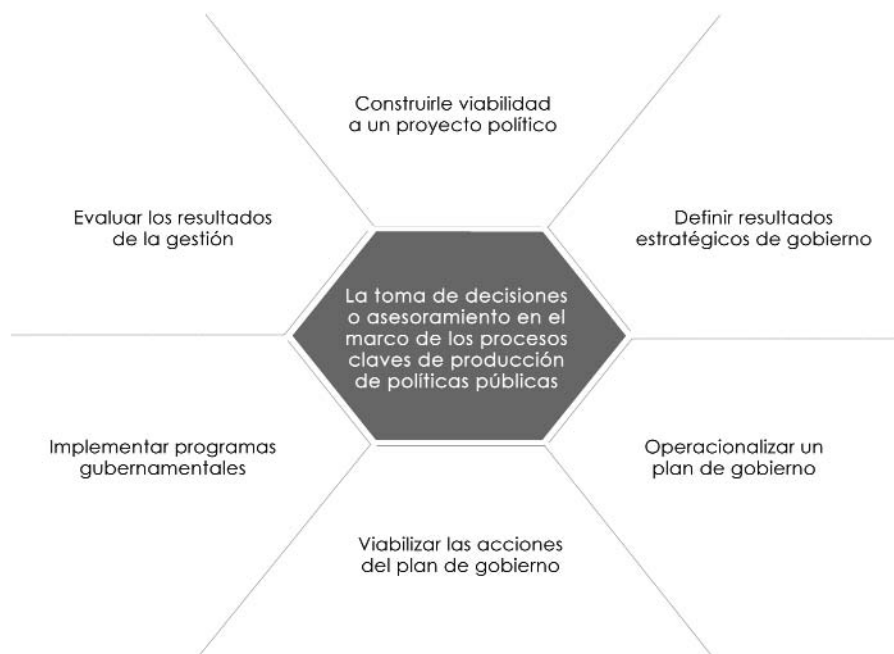 Construirle viabilidad
a un proyecto político
Definir resultados
estratégicos de gobierno
Operacionalizar un
plan de gobierno
Viabilizar las acciones
del plan de gobierno
Implementar programas
gubernamentales
Evaluar los resultados
de la gestión
La toma de decisiones
o asesoramiento en el
marco de los procesos
claves de producción
de políticas públicas